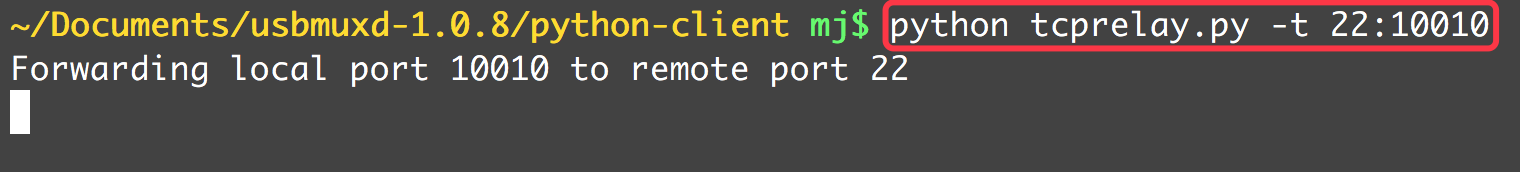 ~/Documents/usbmuxd-1.0.8/python-client mj$ python tcprelay.py -t 22:10010
Forwarding local port 10010 to remote port 22